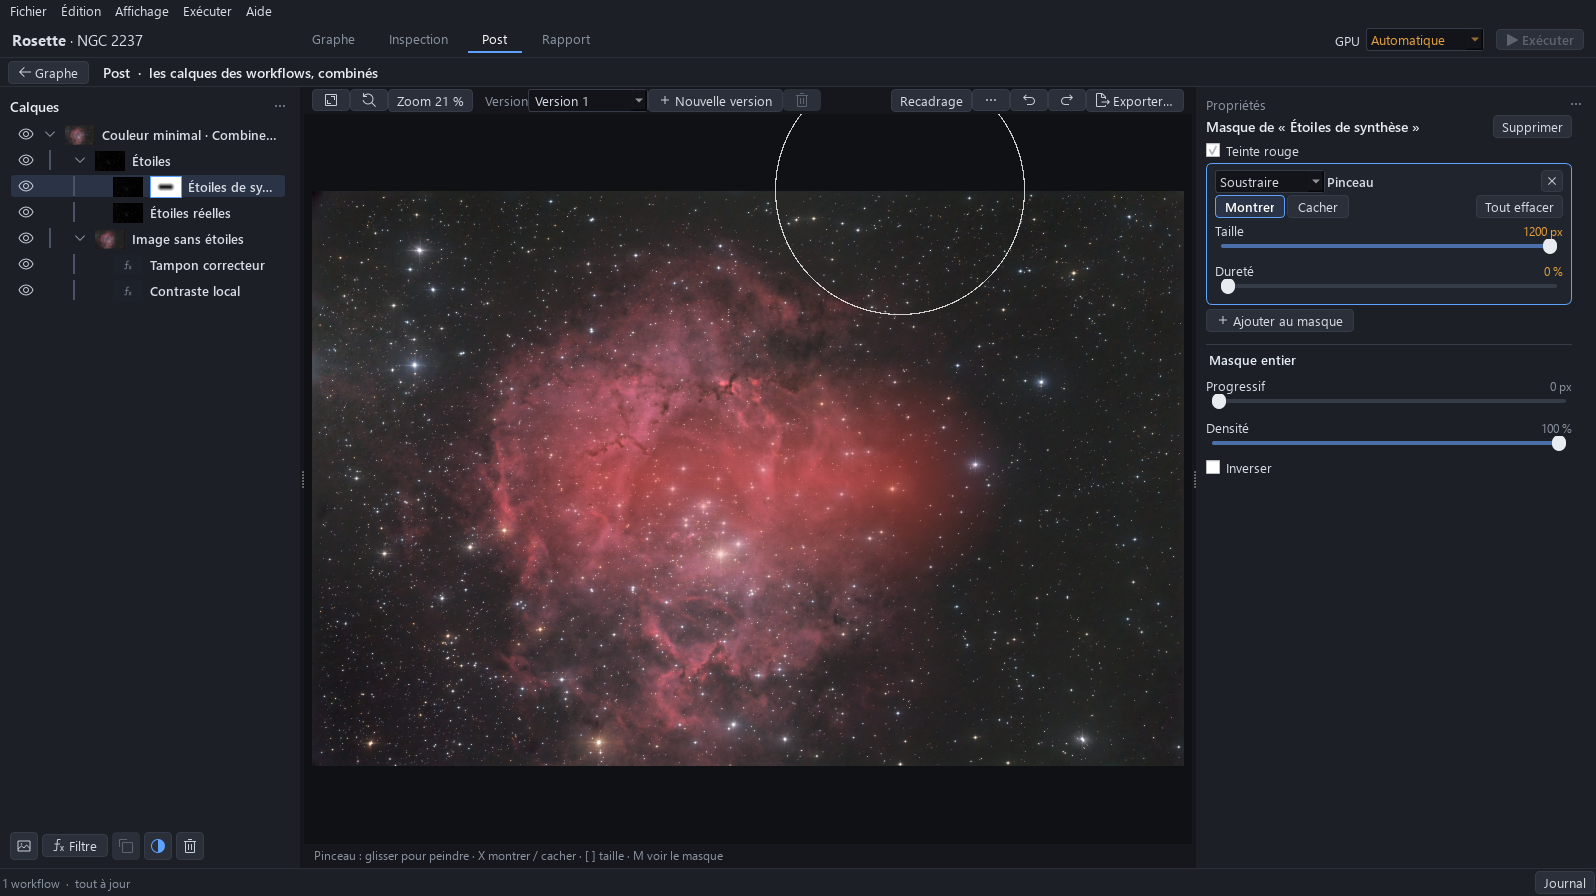 Fichier Édition Affichage Exécuter Aide
Rosette · NGC 2237
Graphe Inspection Post Rapport
GPU Automatique Exécuter
Graphe
Post · les calques des workflows, combinés
Calques
Couleur minimal · Combine...
Étoiles
Étoiles de sy...
Étoiles réelles
Image sans étoiles
fx Tampon correcteur
fx Contraste local
fx Filtre
Zoom 21 % Version Version 1 + Nouvelle version
Recadrage ... Exporter...
Pinceau : glisser pour peindre · X montrer / cacher · [ ] taille · M voir le masque
Propriétés
Masque de « Étoiles de synthèse » Supprimer
Teinte rouge
Soustraire Pinceau
Montrer Cacher Tout effacer
Taille 1200 px
Dureté 0 %
+ Ajouter au masque
Masque entier
Progressif 0 px
Densité 100 %
Inverser
1 workflow · tout à jour
Journal